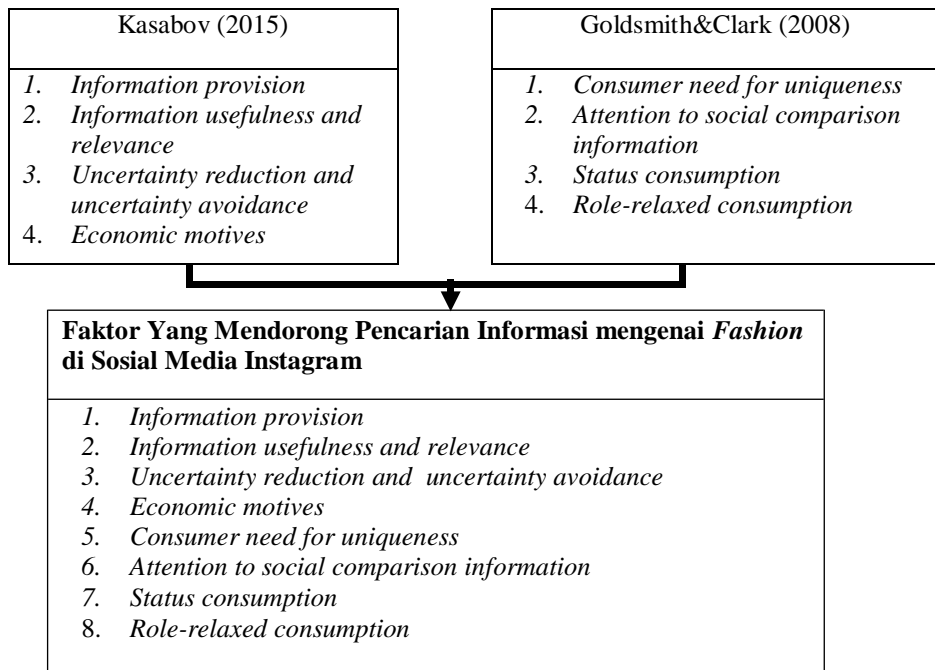 Kasabov (2015)
1. Information provision
2. Information usefulness and
relevance
3. Uncertainty reduction and
uncertainty avoidance
4. Economic motives
Goldsmith&Clark (2008)
1. Consumer need for uniqueness
2. Attention to social comparison
information
3. Status consumption
4. Role-relaxed consumption
Faktor Yang Mendorong Pencarian Informasi mengenai Fashion
di Sosial Media Instagram
1. Information provision
2. Information usefulness and relevance
3. Uncertainty reduction and uncertainty avoidance
4. Economic motives
5. Consumer need for uniqueness
6. Attention to social comparison information
7. Status consumption
8. Role-relaxed consumption